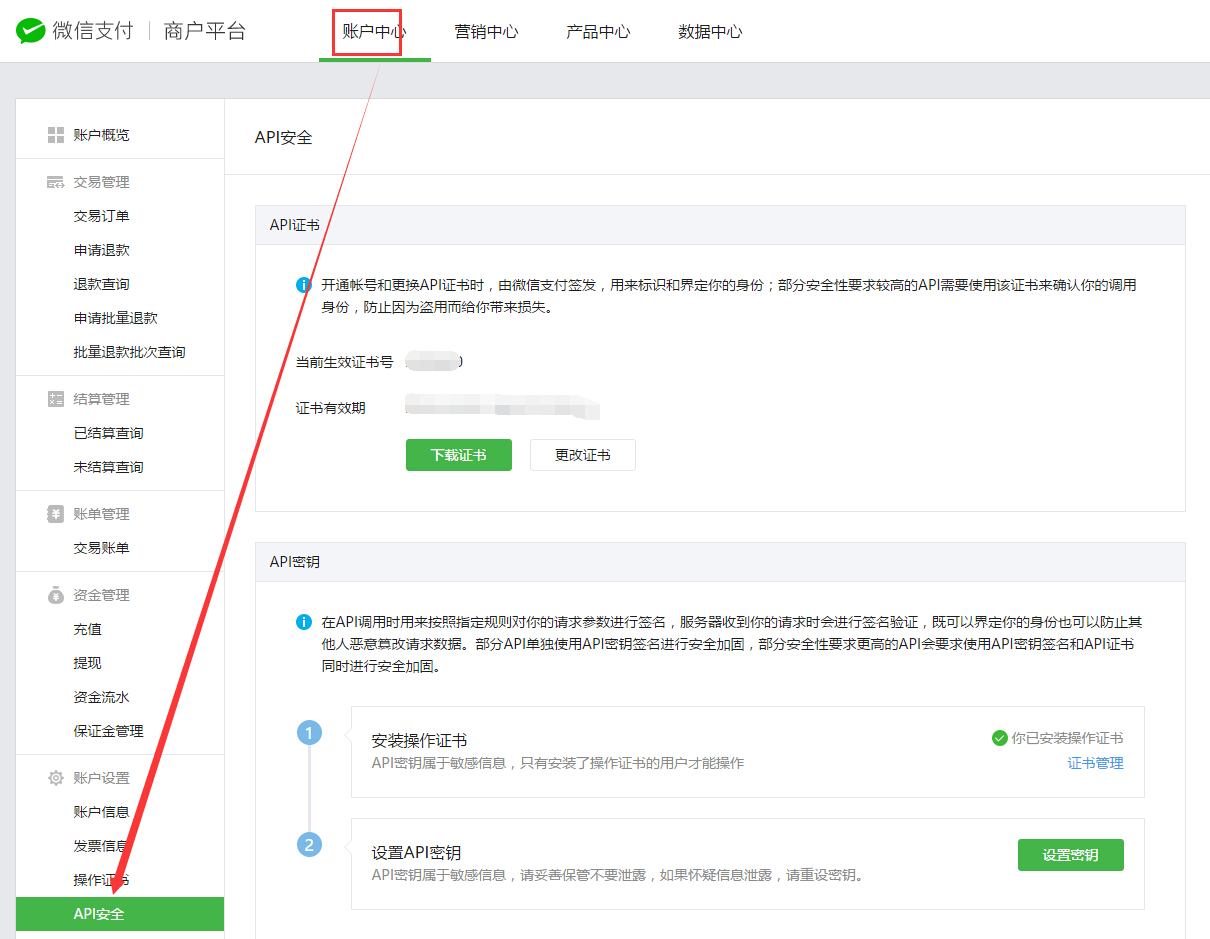 微信支付 | 商户平台
账户中心 营销中心 产品中心 数据中心
账户概览
交易管理
交易订单
申请退款
退款查询
申请批量退款
批量退款批次查询
结算管理
已结算查询
未结算查询
账单管理
交易账单
资金管理
充值
提现
资金流水
保证金管理
账户设置
账户信息
发票信息
操作证书
API安全
API安全
API证书
开通帐号和更换API证书时，由微信支付签发，用来标识和界定你的身份；部分安全性要求较高的API需要使用该证书来确认你的调用
身份，防止因为盗用而给你带来损失。
当前生效证书号
证书有效期
下载证书 更改证书
API密钥
在API调用时用来按照指定规则对你的请求参数进行签名，服务器收到你的请求时会进行签名验证，既可以界定你的身份也可以防止其
他人恶意篡改请求数据。部分API单独使用API密钥签名进行安全加固，部分安全性要求更高的API会要求使用API密钥签名和API证书
同时进行安全加固。
1
安装操作证书
API密钥属于敏感信息，只有安装了操作证书的用户才能操作
你已安装操作证书
证书管理
2
设置API密钥
API密钥属于敏感信息，请妥善保管不要泄露，如果怀疑信息泄露，请重设密钥。
设置密钥